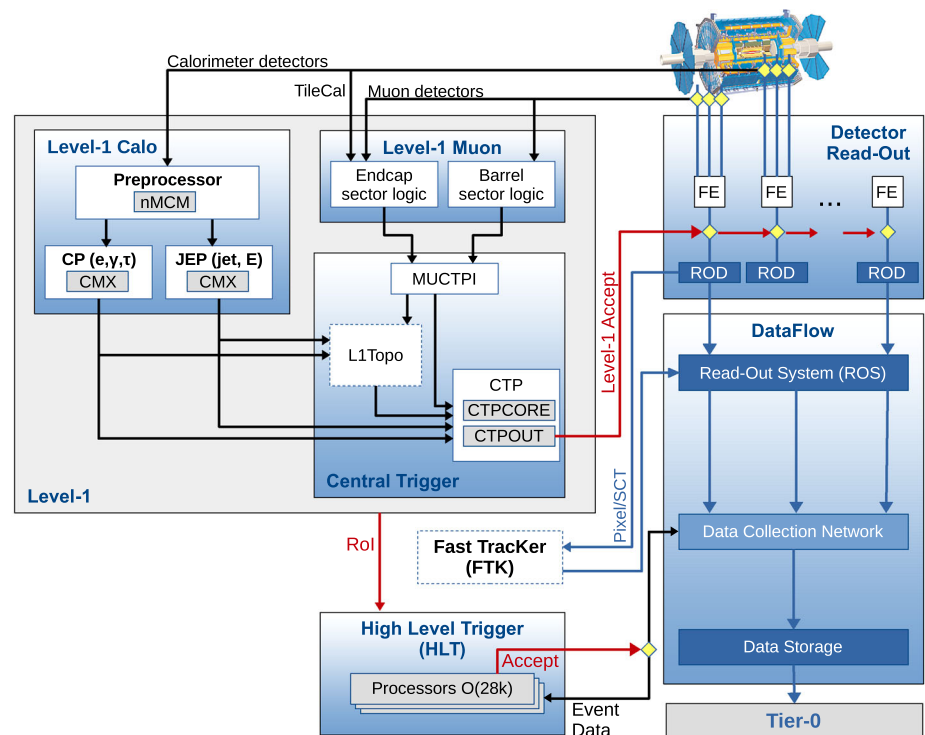 Calorimeter detectors
TileCal
Muon detectors
Detector
Read-Out
Level-1 Calo
Preprocessor
nMCM
CP (e,γ,τ)
CMX
JEP (jet, E)
CMX
Level-1 Muon
Endcap
sector logic
Barrel
sector logic
FE
FE
...
FE
ROD
ROD
ROD
MUCTPI
L1Topo
CTP
CTPCORE
CTPOUT
Central Trigger
Level-1
Level-1 Accept
DataFlow
Read-Out System (ROS)
Pixel/SCT
Data Collection Network
RoI
Fast TracKer
(FTK)
High Level Trigger
(HLT)
Accept
Processors O(28k)
Event
Data
Data Storage
Tier-0